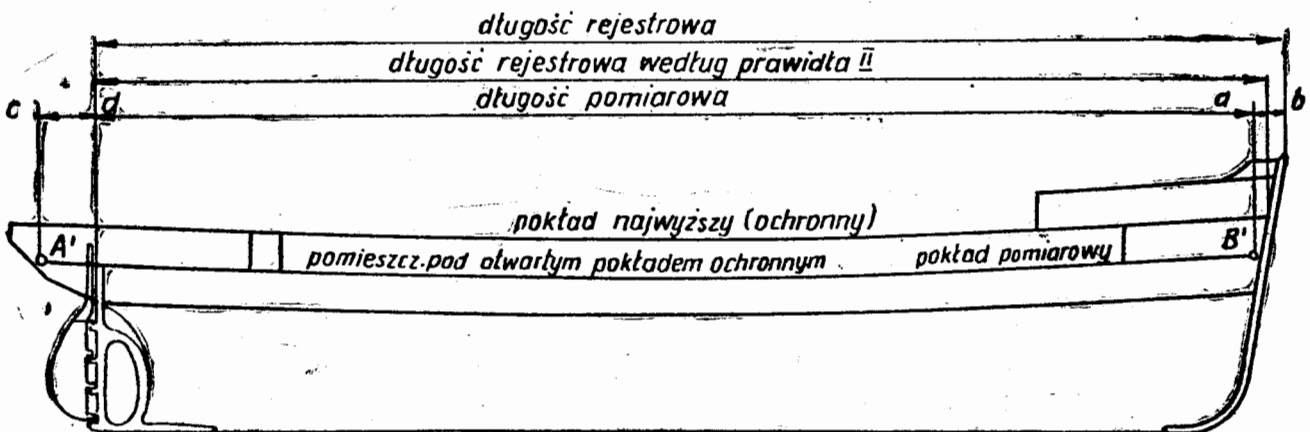 długość rejestrowa
długość rejestrowa według prawidła II
długość pomiarowa
c d a b
pokład najwyższy (ochronny)
A' B'
pomieszcz. pod otwartym pokładem ochronnym pokład pomiarowy